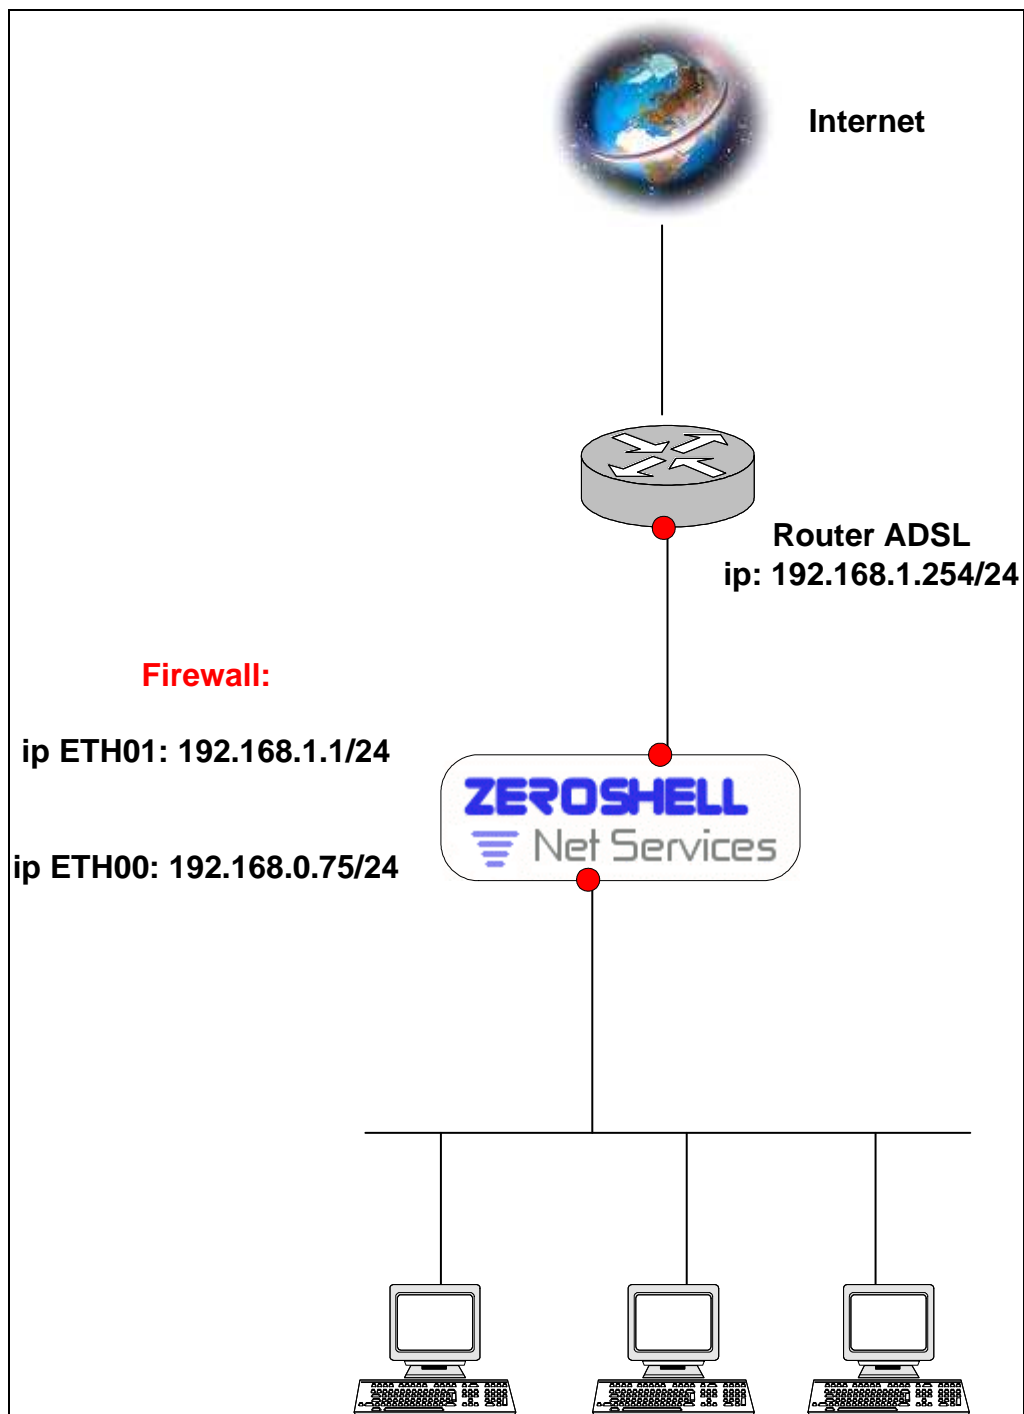 Internet
Router ADSL
ip: 192.168.1.254/24
Firewall:
ip ETH01: 192.168.1.1/24
ZEROSHELL
Net Services
ip ETH00: 192.168.0.75/24